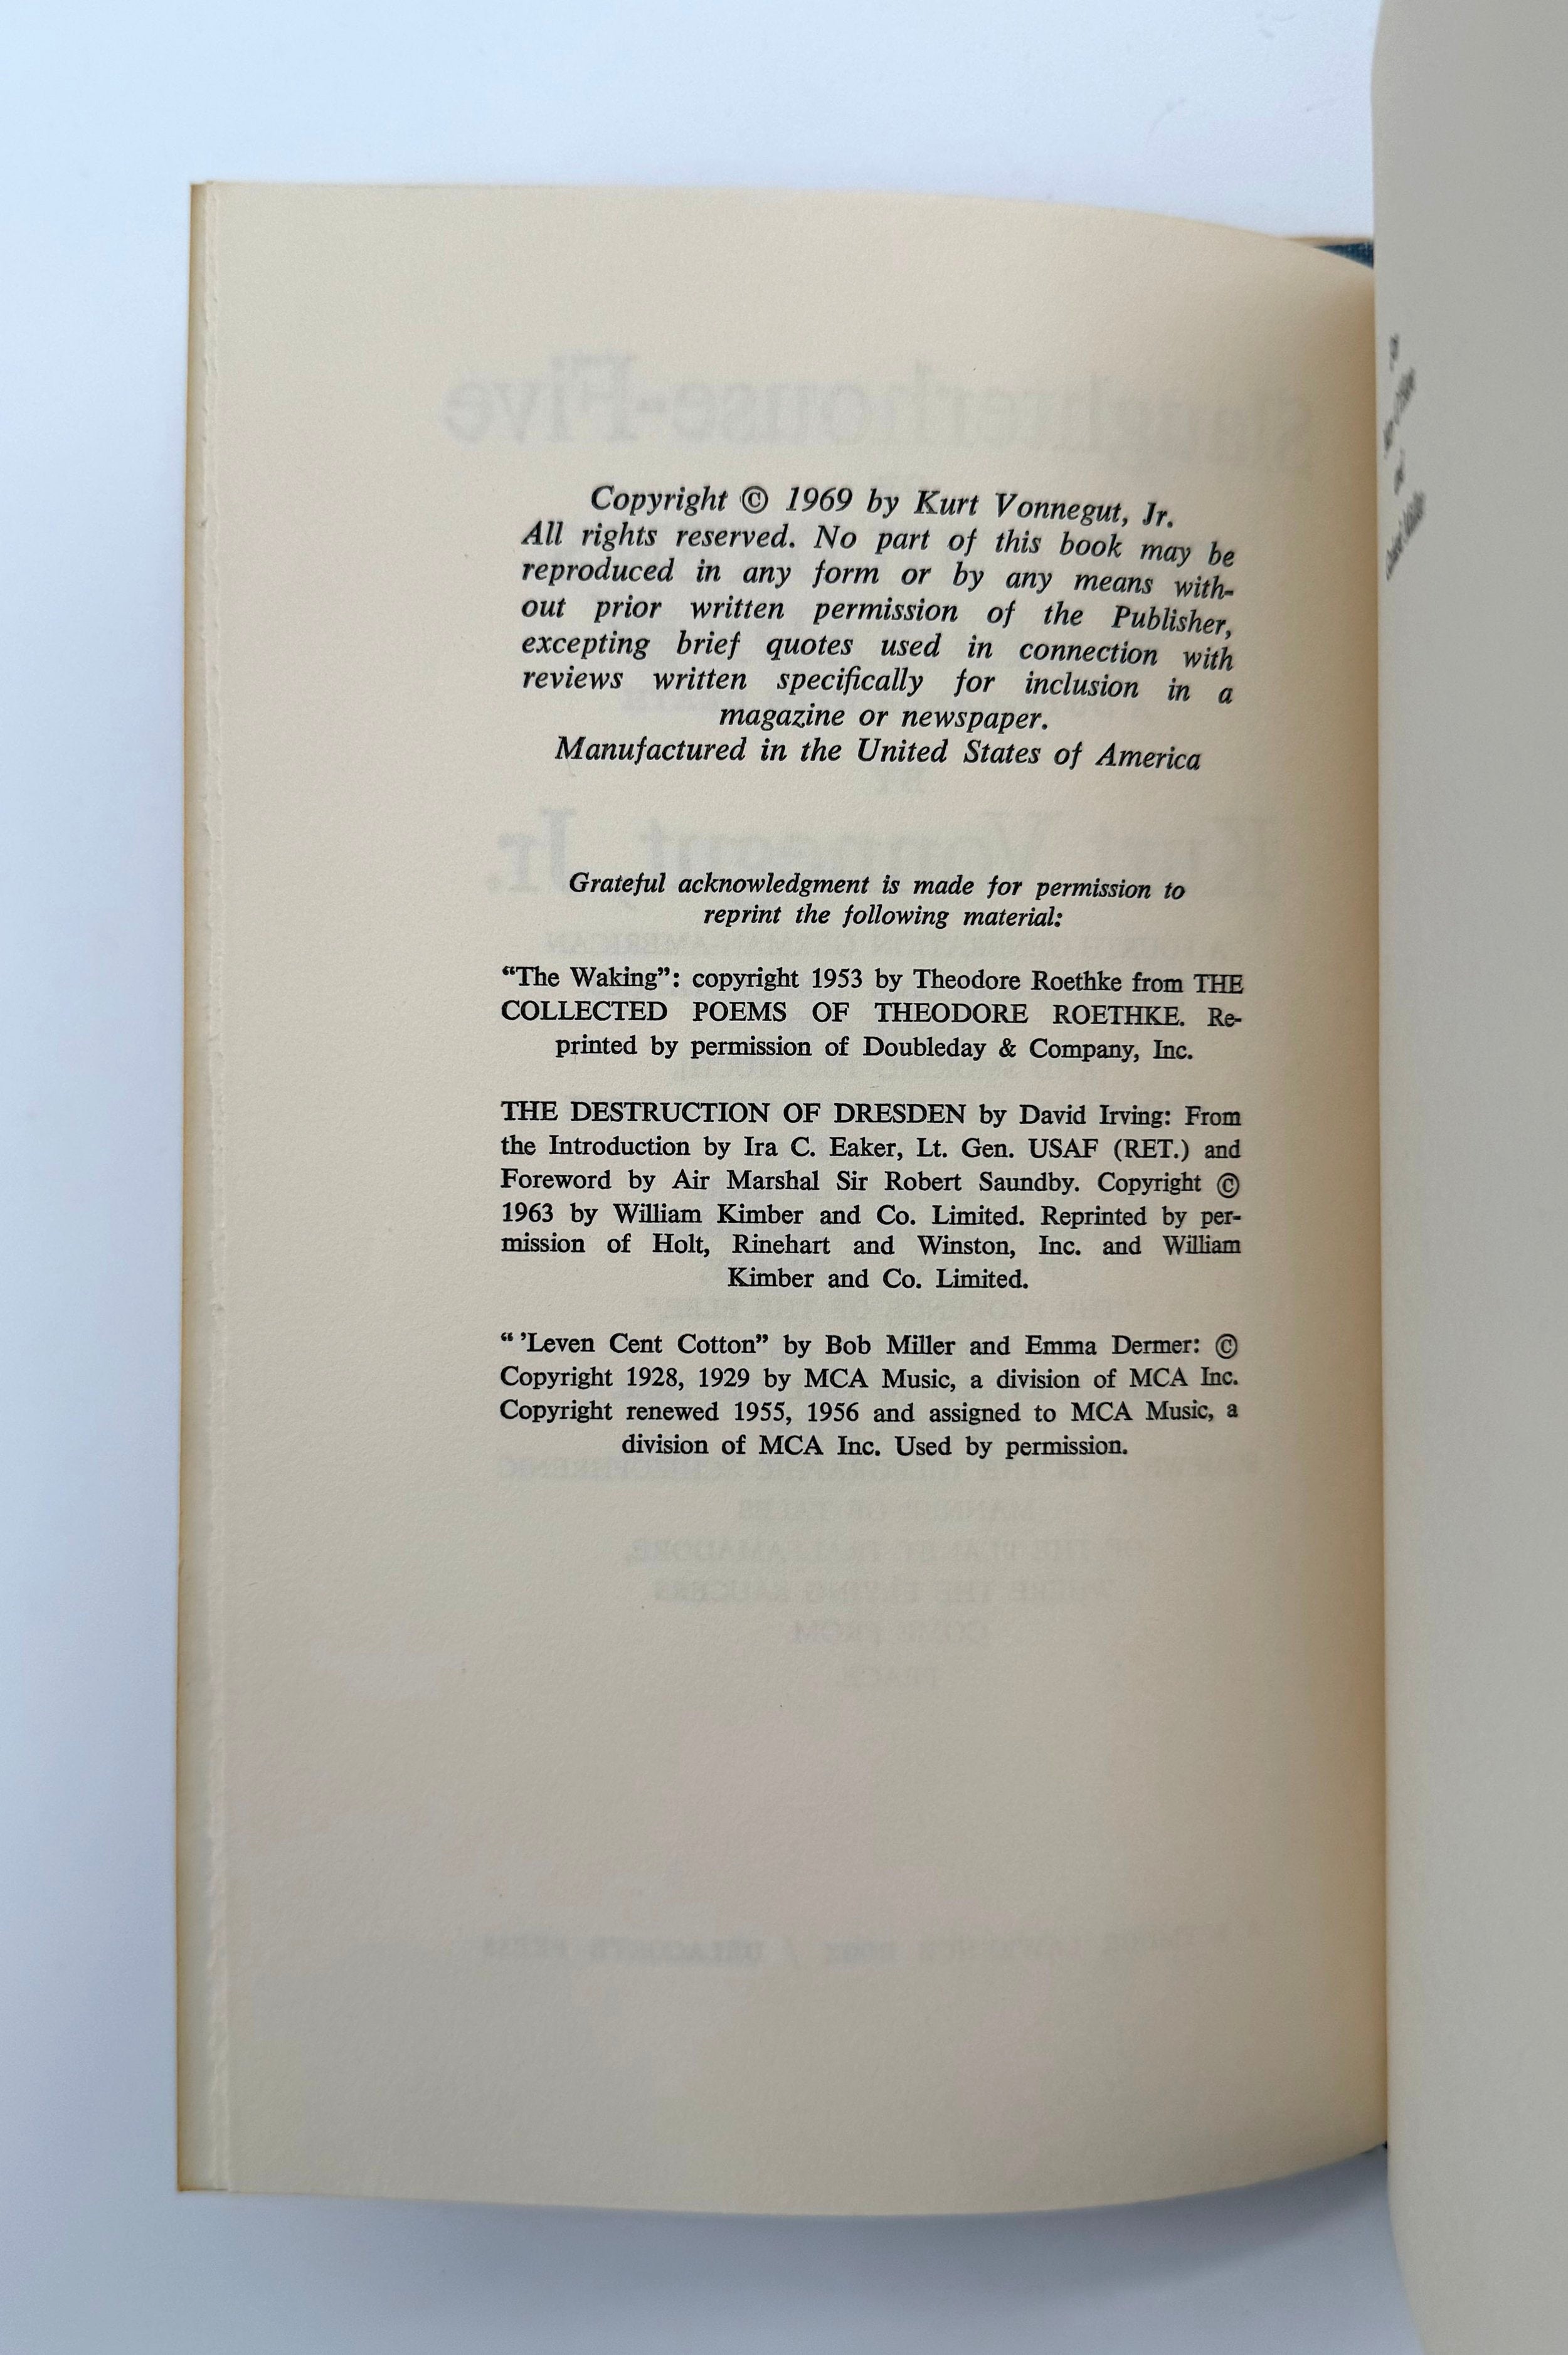 Slaughterhouse-Five
Copyright © 1969 by Kurt Vonnegut, Jr.
All rights reserved. No part of this book may be
reproduced in any form or by any means with-
out prior written permission of the Publisher,
excepting brief quotes used in connection with
reviews written specifically for inclusion in a
magazine or newspaper.
Manufactured in the United States of America
Kurt Vonnegut, Jr.
Grateful acknowledgment is made for permission to
reprint the following material:
“The Waking”: copyright 1953 by Theodore Roethke from THE
COLLECTED POEMS OF THEODORE ROETHKE. Re-
printed by permission of Doubleday & Company, Inc.
THE DESTRUCTION OF DRESDEN by David Irving: From
the Introduction by Ira C. Eaker, Lt. Gen. USAF (RET.) and
Foreword by Air Marshal Sir Robert Saundby. Copyright ©
1963 by William Kimber and Co. Limited. Reprinted by per-
mission of Holt, Rinehart and Winston, Inc. and William
Kimber and Co. Limited.
“ ’Leven Cent Cotton” by Bob Miller and Emma Dermer: ©
Copyright 1928, 1929 by MCA Music, a division of MCA Inc.
Copyright renewed 1955, 1956 and assigned to MCA Music, a
division of MCA Inc. Used by permission.